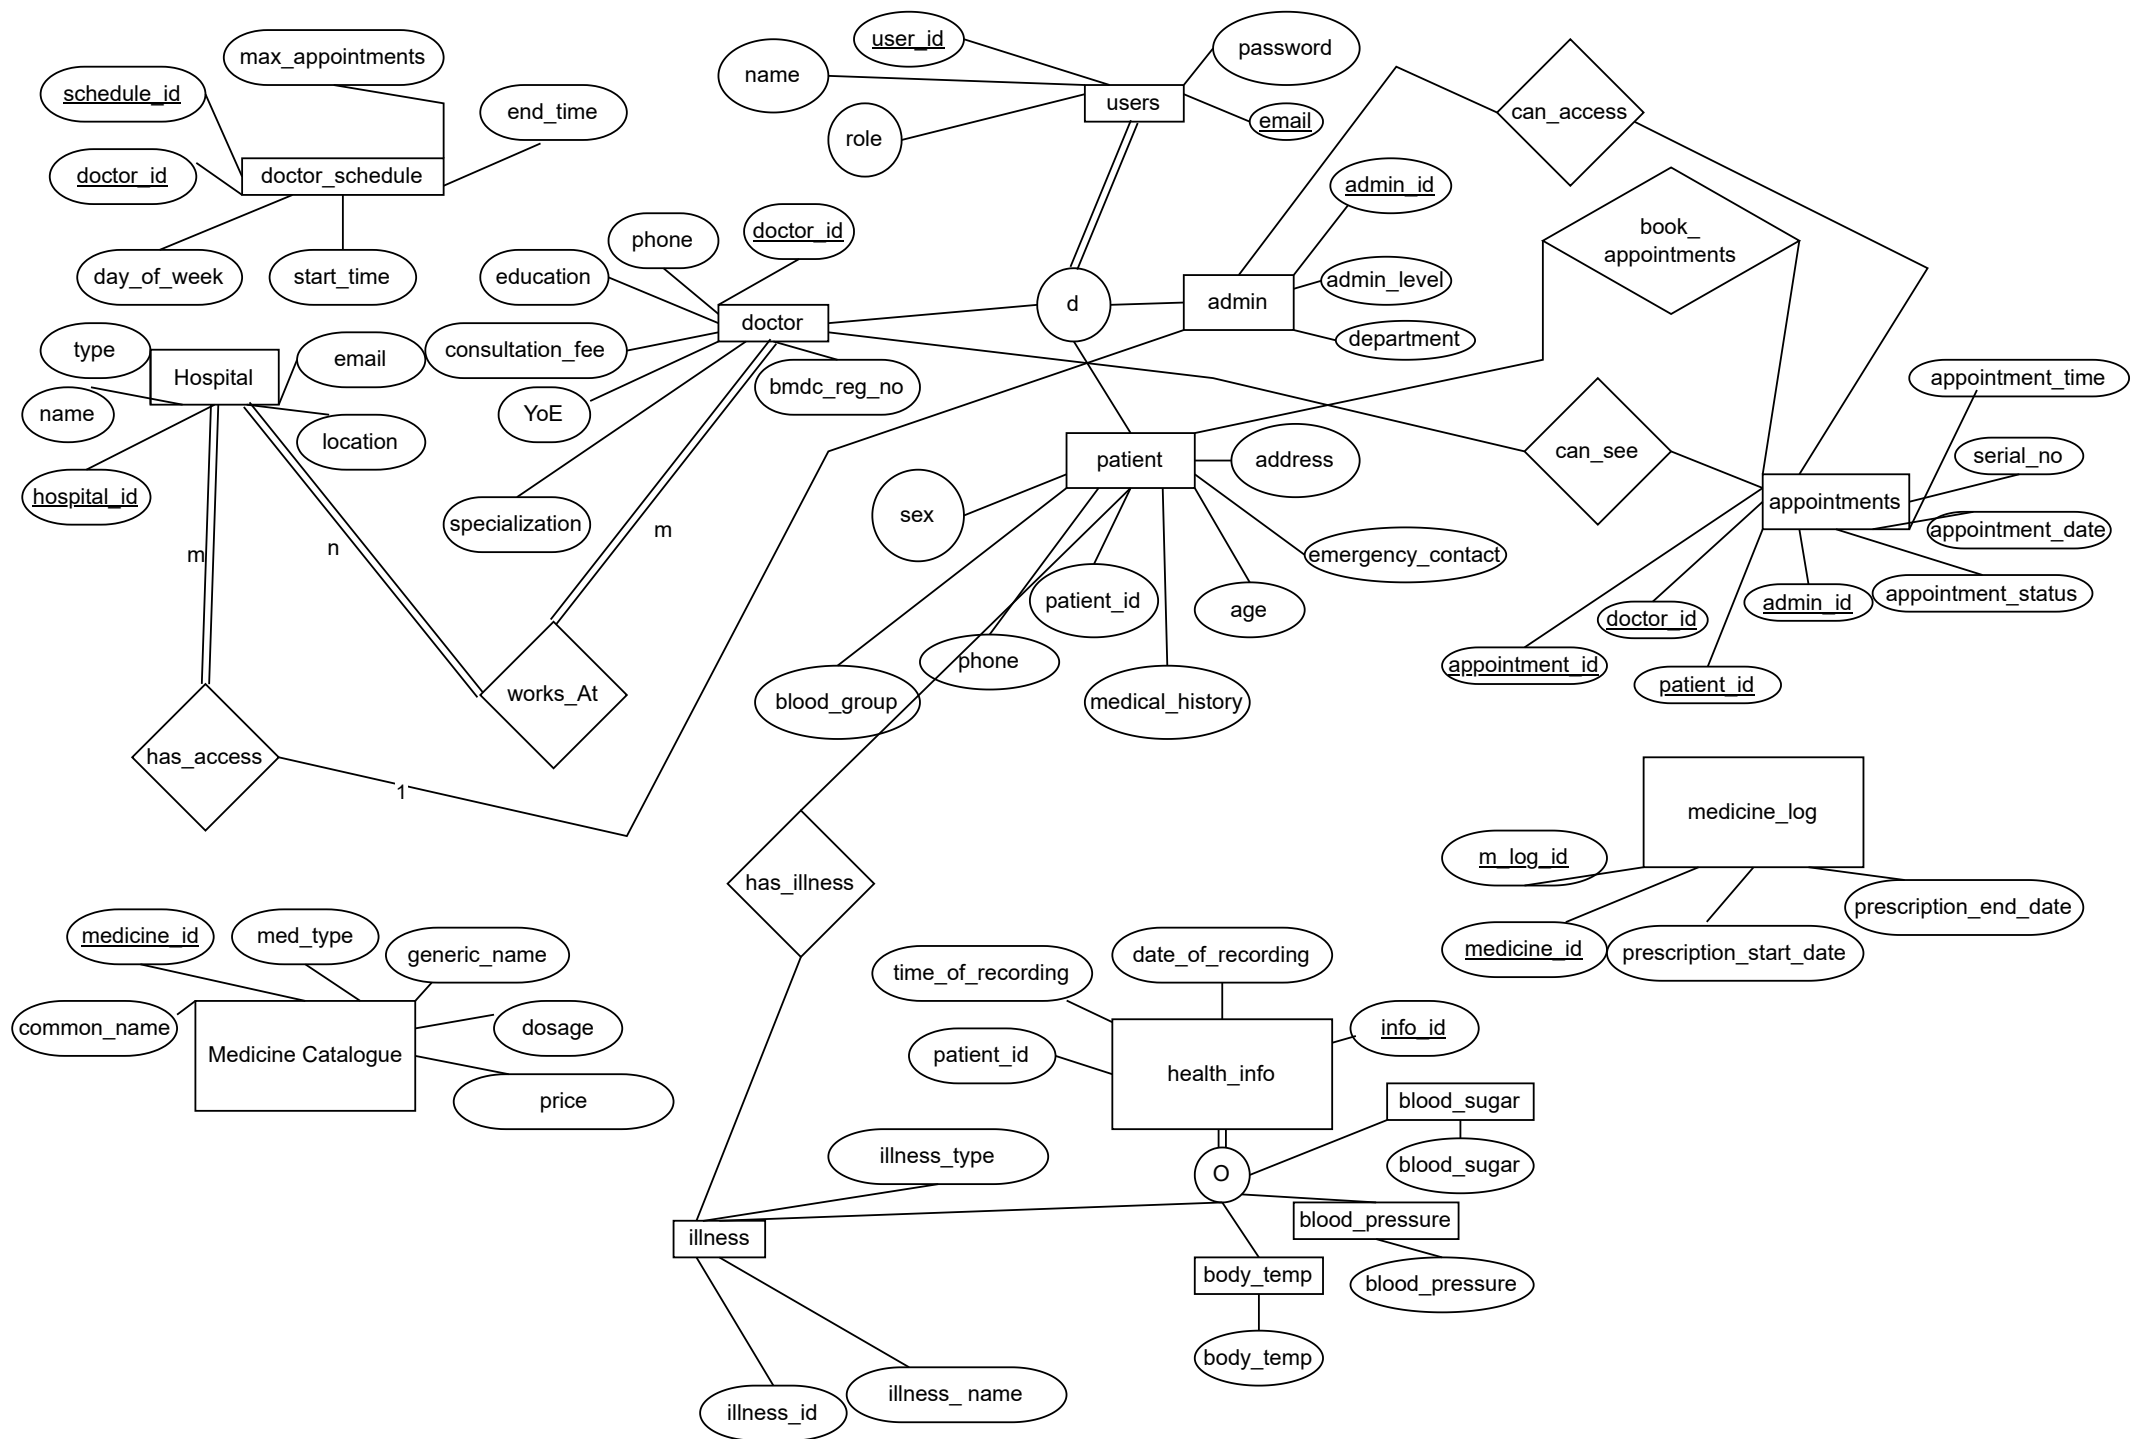 user_id
password
max_appointments
name
schedule_id
users
end_time
can_access
email
role
doctor_id
doctor_schedule
admin_id
phone
doctor_id
book_
appointments
day_of_week
start_time
education
admin_level
d
admin
doctor
department
type
Hospital
email
consultation_fee
bmdc_reg_no
appointment_time
name
YoE
location
patient
address
can_see
serial_no
hospital_id
appointments
specialization
sex
m
appointment_date
n
m
emergency_contact
patient_id
age
admin_id
appointment_status
doctor_id
phone
appointment_id
patient_id
works_At
blood_group
medical_history
has_access
1
medicine_log
m_log_id
has_illness
prescription_end_date
medicine_id
med_type
generic_name
date_of_recording
time_of_recording
medicine_id
prescription_start_date
common_name
dosage
info_id
Medicine Catalogue
patient_id
health_info
price
blood_sugar
illness_type
O
blood_sugar
illness
blood_pressure
body_temp
blood_pressure
body_temp
illness_ name
illness_id